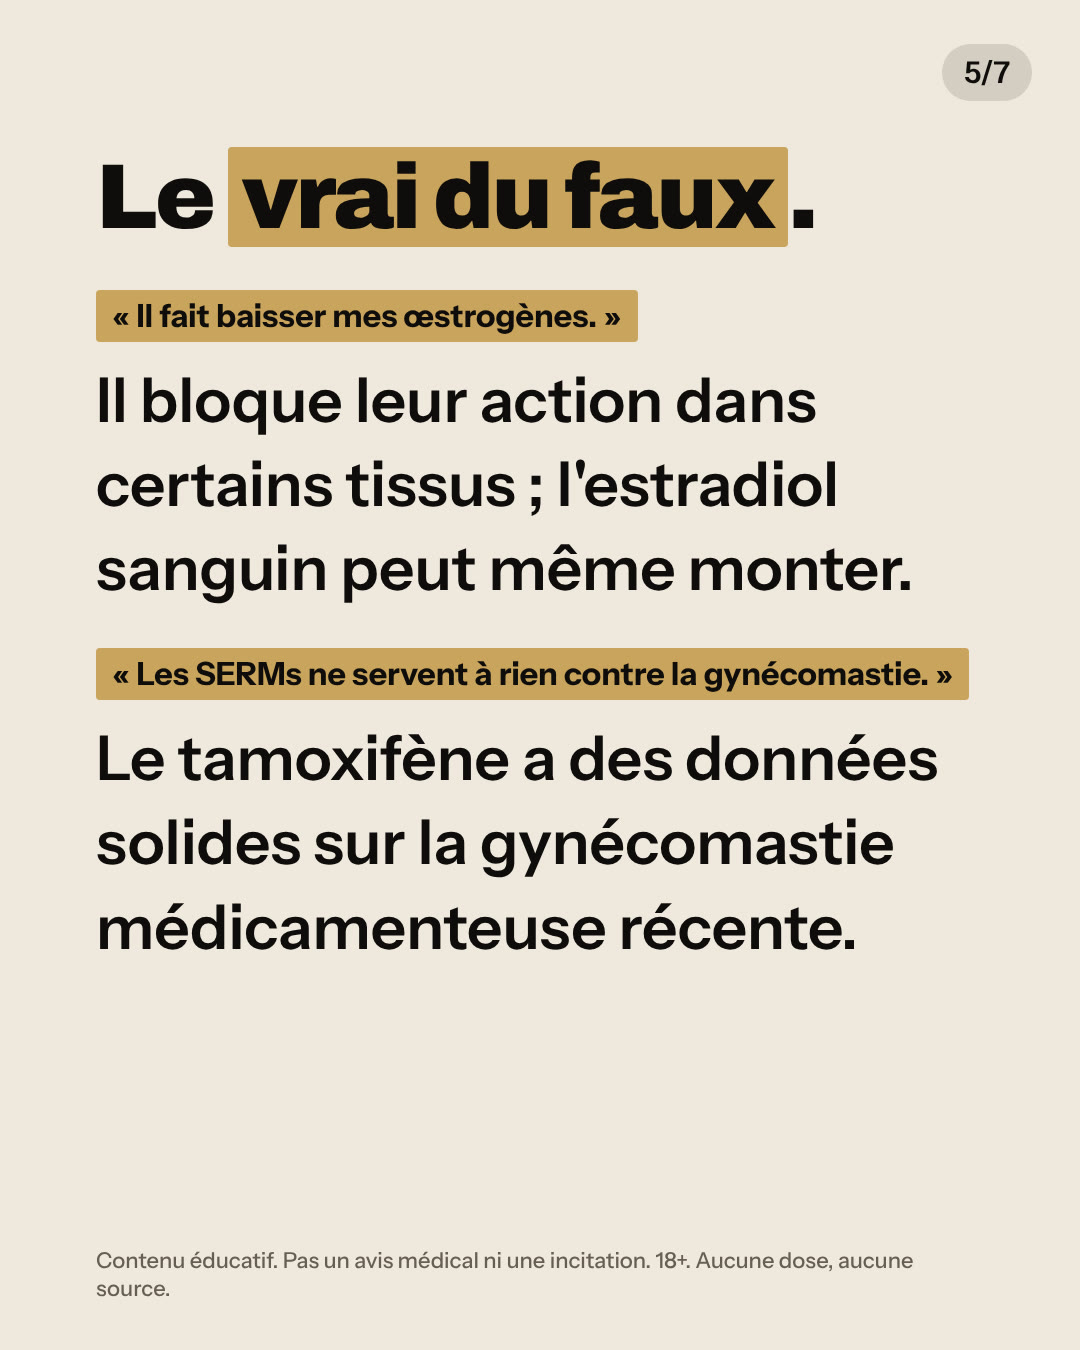 5/7
Le vrai du faux.
« Il fait baisser mes œstrogènes. »
Il bloque leur action dans
certains tissus ; l'estradiol
sanguin peut même monter.
« Les SERMs ne servent à rien contre la gynécomastie. »
Le tamoxifène a des données
solides sur la gynécomastie
médicamenteuse récente.
Contenu éducatif. Pas un avis médical ni une incitation. 18+. Aucune dose, aucune
source.